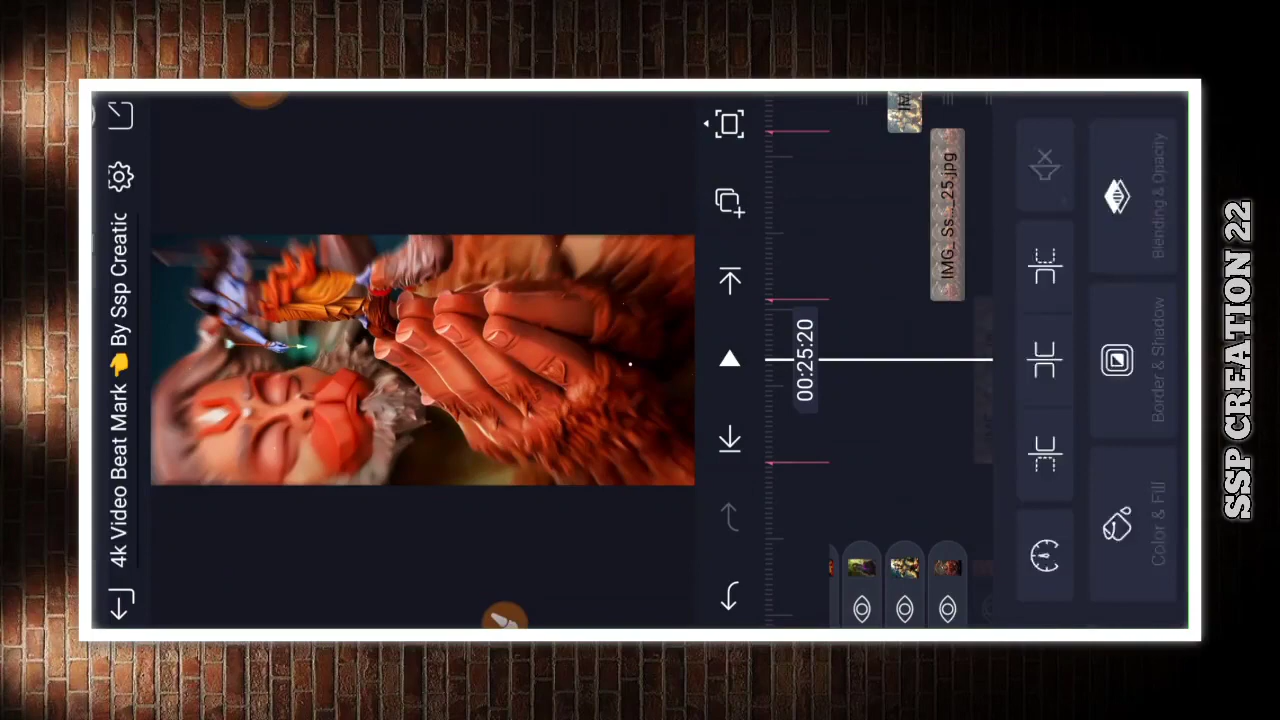 4k Video Beat Mark 👈 By Ssp Creatic
00:25:20
IM
IMG_Ss..._25.jpg
Blending & Opacity
Border & Shadow
Color & Fill
SSP CREATION 22